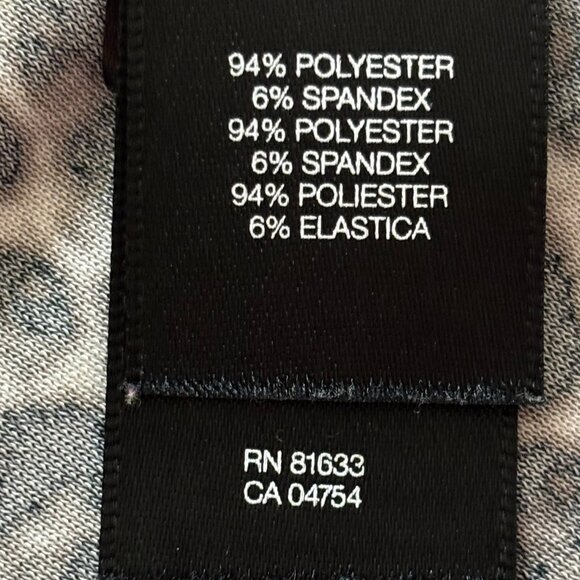 94% POLYESTER
6% SPANDEX
94% POLYESTER
6% SPANDEX
94% POLIESTER
6% ELASTICA
RN 81633
CA 04754